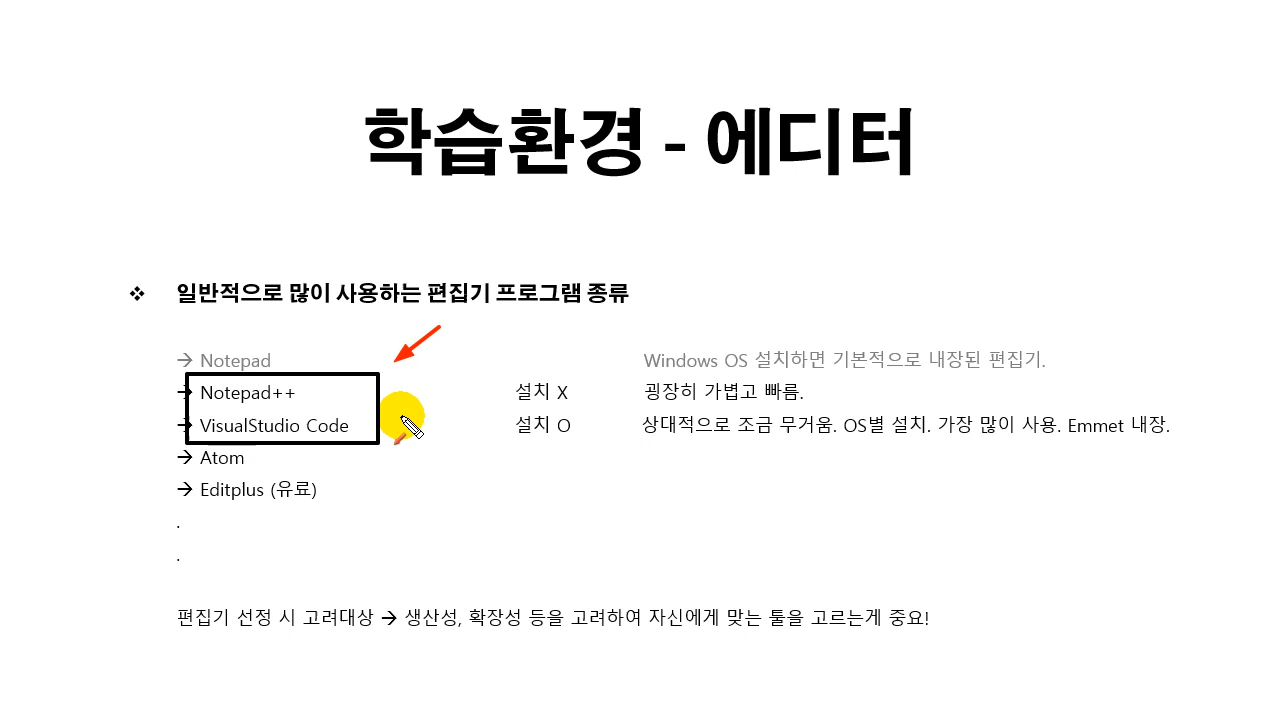 학습환경 - 에디터
❖ 일반적으로 많이 사용하는 편집기 프로그램 종류
→ Notepad Windows OS 설치하면 기본적으로 내장된 편집기.
→ Notepad++ 설치 X 굉장히 가볍고 빠름.
→ VisualStudio Code 설치 O 상대적으로 조금 무거움. OS별 설치. 가장 많이 사용. Emmet 내장.
→ Atom
→ Editplus (유료)
.
.
편집기 선정 시 고려대상 → 생산성, 확장성 등을 고려하여 자신에게 맞는 툴을 고르는게 중요!